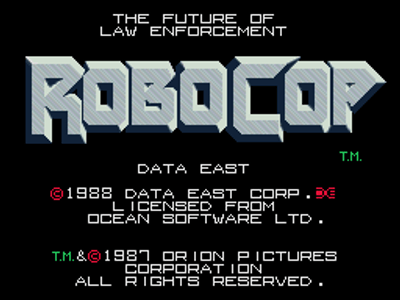 THE FUTURE OF
LAW ENFORCEMENT
ROBOCOP
T.M.
DATA EAST
©1988 DATA EAST CORP. DE
LICENSED FROM
OCEAN SOFTWARE LTD.
T.M.&©1987 ORION PICTURES
CORPORATION
ALL RIGHTS RESERVED.